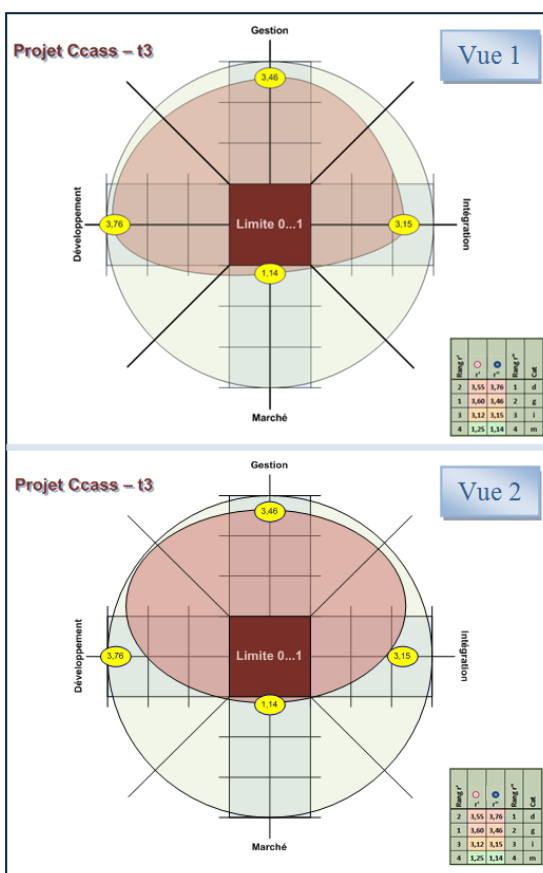 Gestion
Projet Ccass – t3
Vue 1
3,46
Développement
3,76
Limite 0...1
3,15
Intégration
1,14
Marché
Rang r' r' r'' Rang r'' Cat
2 3,55 3,76 1 d
1 3,60 3,46 2 g
3 3,12 3,15 3 i
4 1,25 1,14 4 m
Gestion
Projet Ccass – t3
Vue 2
3,46
Développement
3,76
Limite 0...1
3,15
Intégration
1,14
Marché
Rang r' r' r'' Rang r'' Cat
2 3,55 3,76 1 d
1 3,60 3,46 2 g
3 3,12 3,15 3 i
4 1,25 1,14 4 m